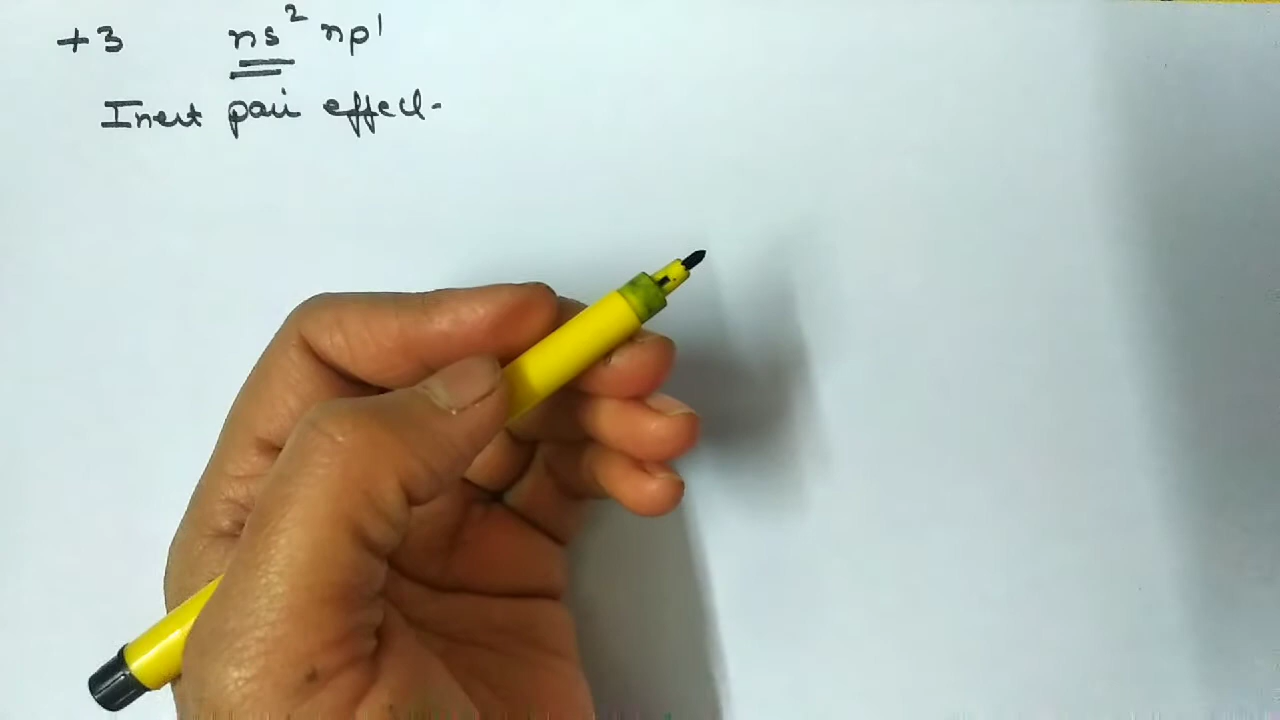 +3 ns² np¹
Inert pair effect.